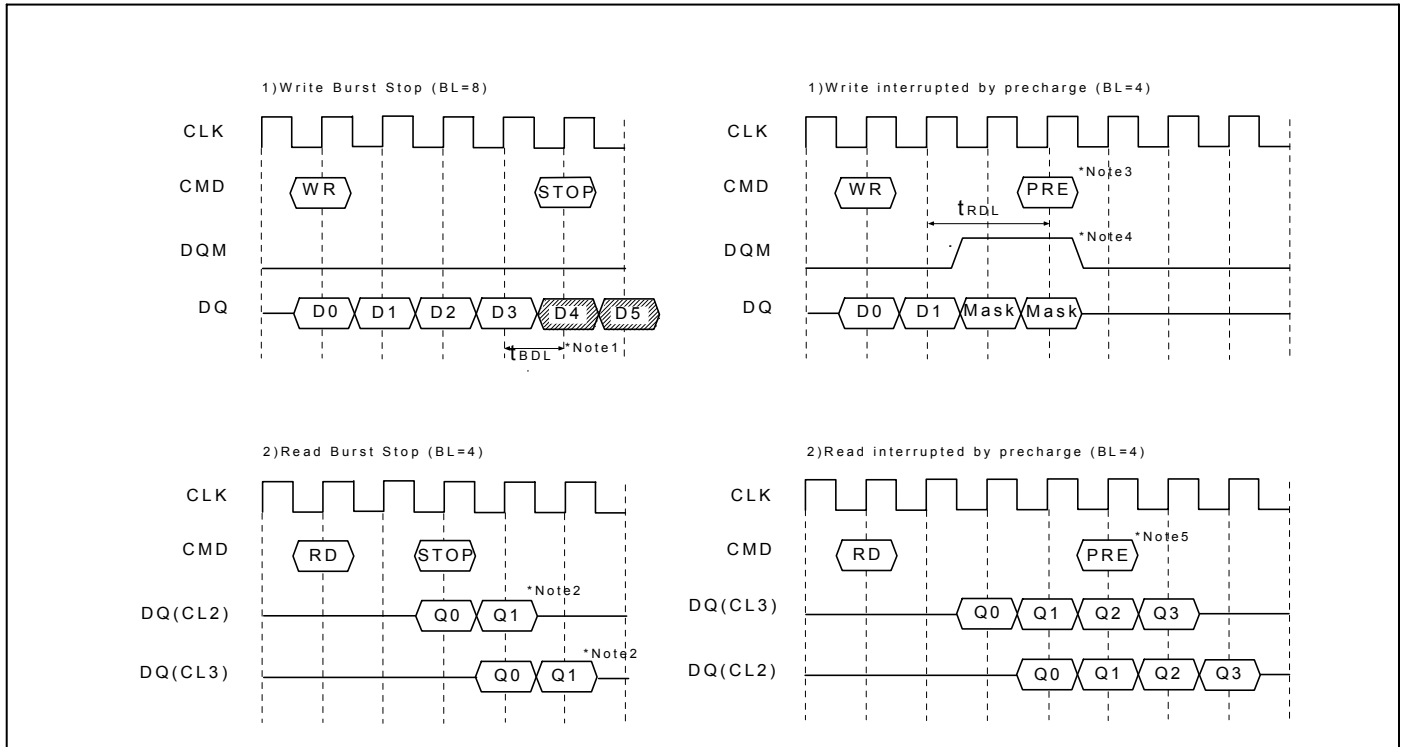 1)Write Burst Stop (BL=8)
CLK
CMD
WR
STOP
DQM
DQ
D0
D1
D2
D3
D4
D5
tBDL
*Note1
1)Write interrupted by precharge (BL=4)
CLK
CMD
WR
PRE
*Note3
tRDL
DQM
*Note4
DQ
D0
D1
Mask
Mask
2)Read Burst Stop (BL=4)
CLK
CMD
RD
STOP
DQ(CL2)
Q0
Q1
*Note2
DQ(CL3)
Q0
Q1
*Note2
2)Read interrupted by precharge (BL=4)
CLK
CMD
RD
PRE
*Note5
DQ(CL3)
Q0
Q1
Q2
Q3
DQ(CL2)
Q0
Q1
Q2
Q3